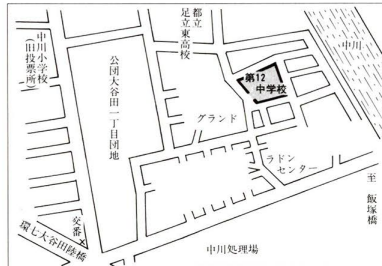 中川小学校
(旧投票所)
公団大谷田一丁目団地
都立
足立東高校
グランド
第12
中学校
中川
ラドン
センター
至 飯塚橋
交番
環七大谷田陸橋
中川処理場